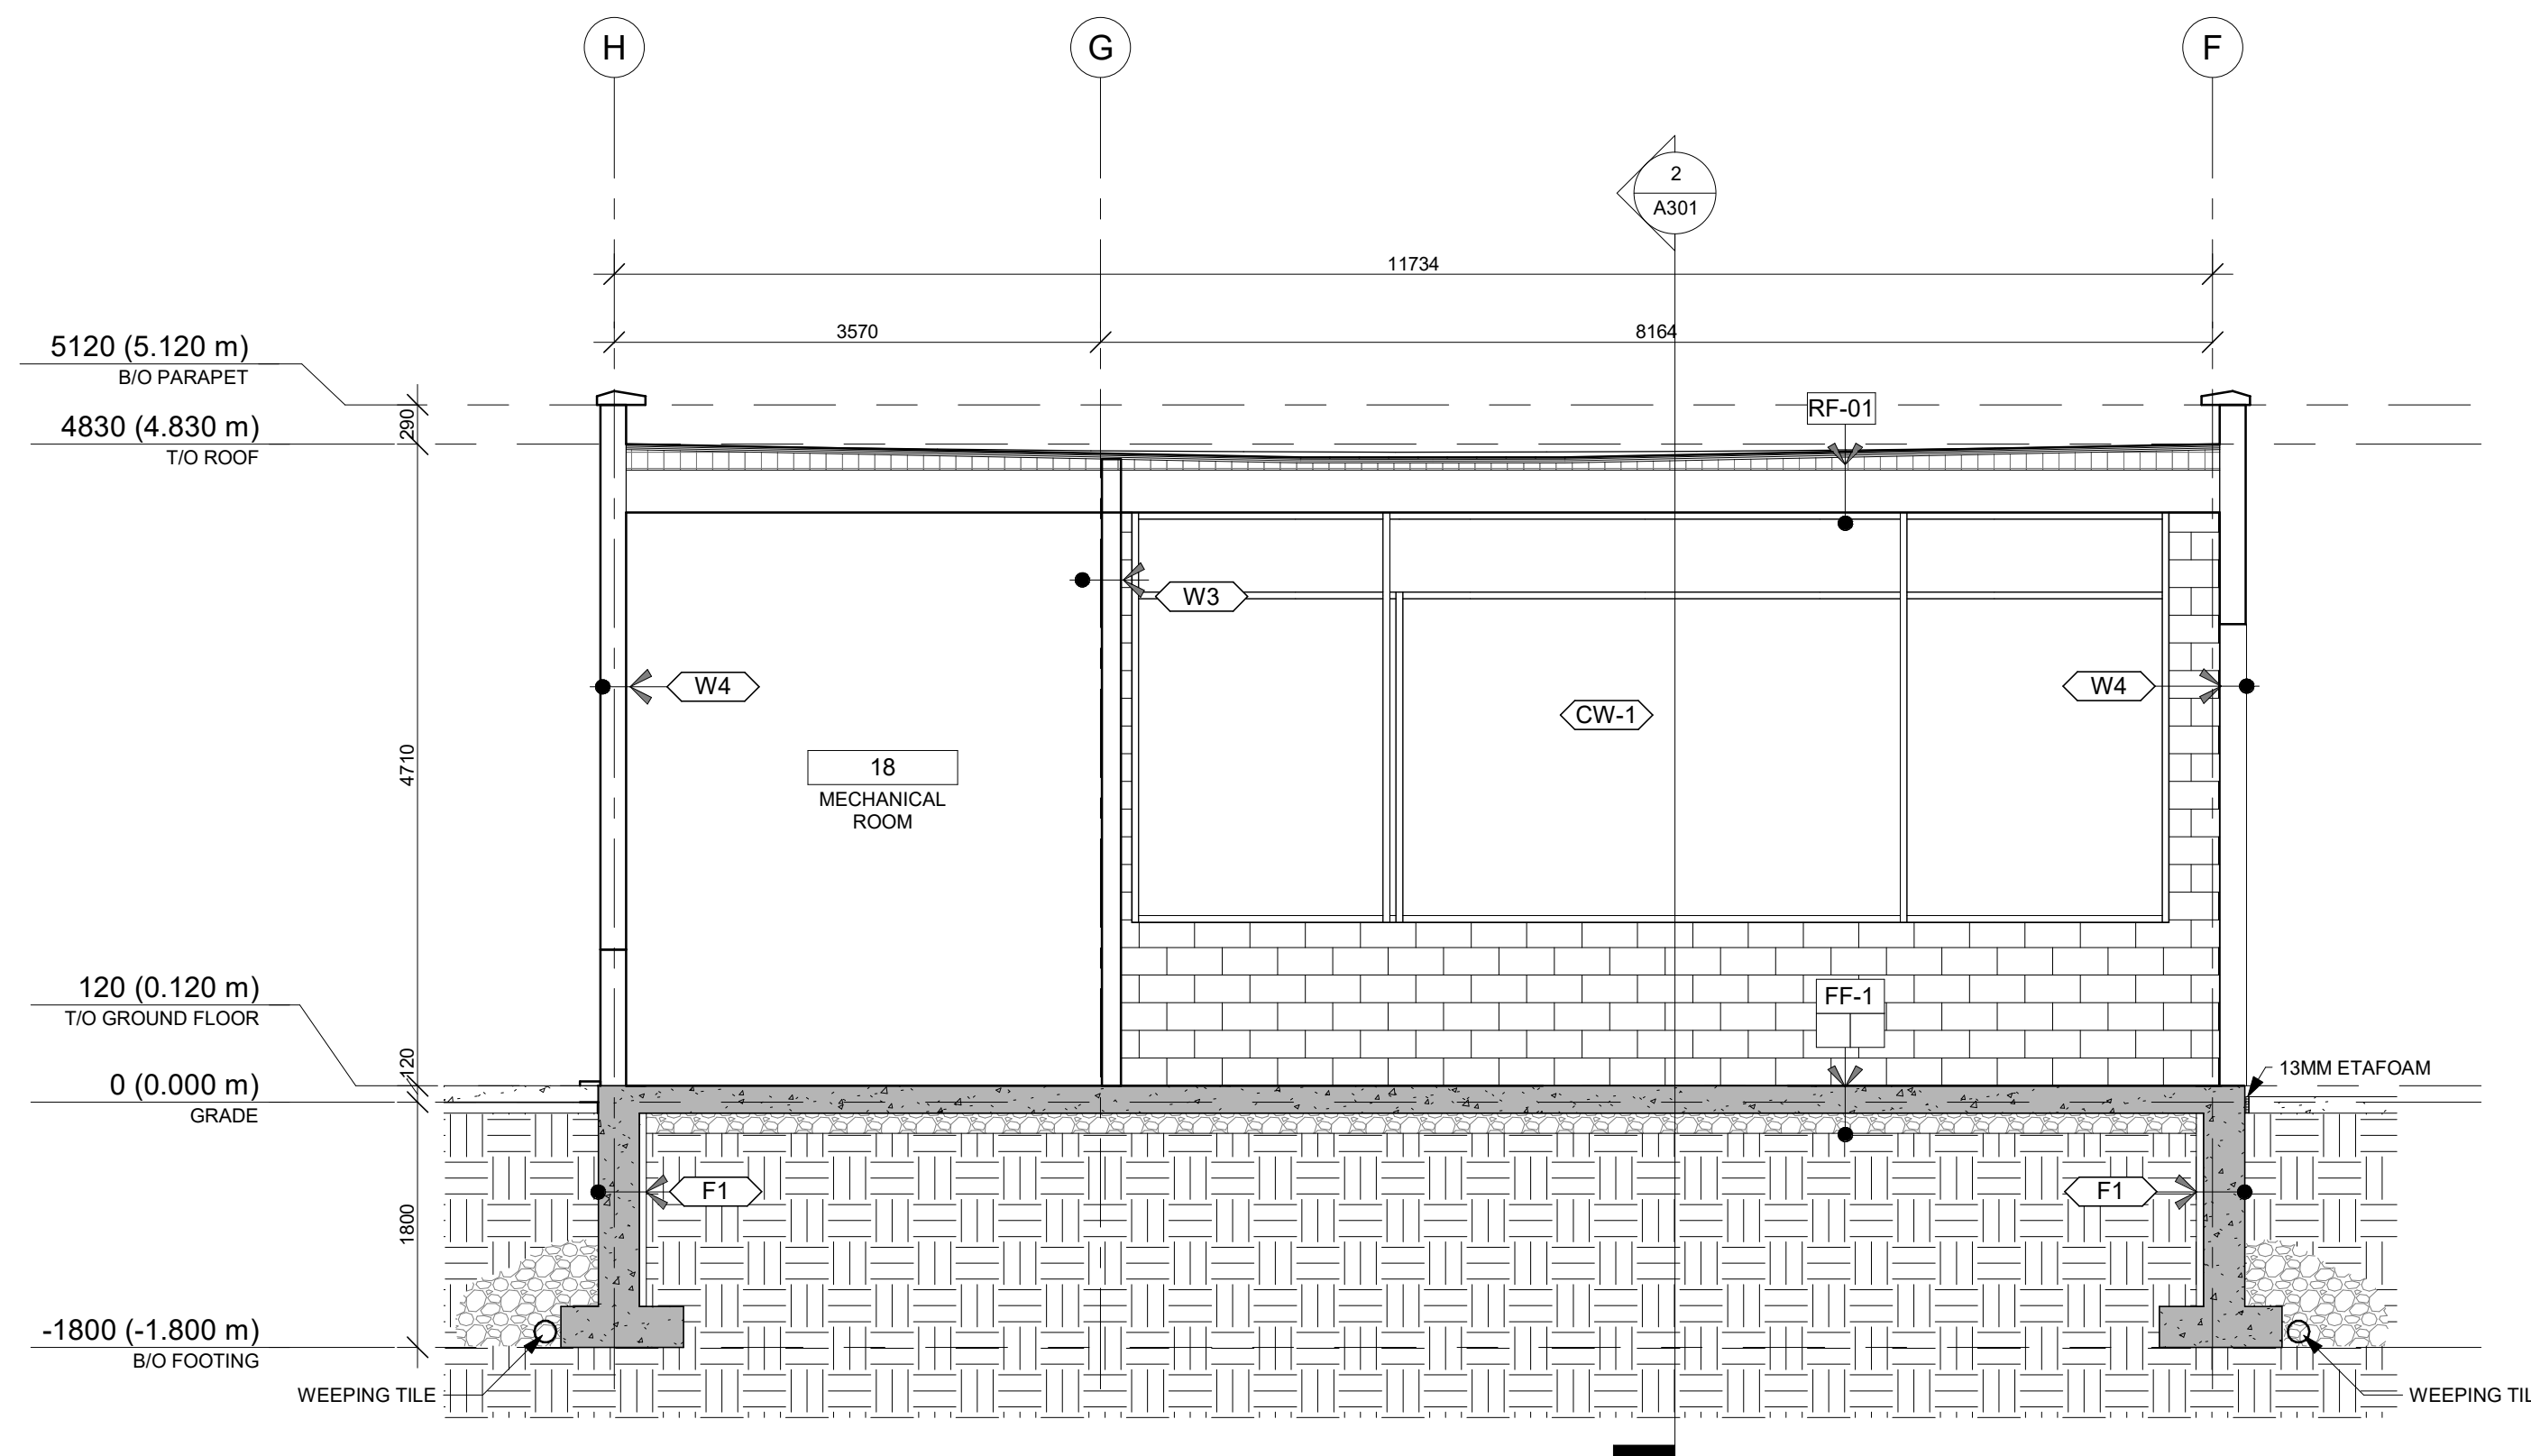 H
G
F
2
A301
11734
3570
8164
5120 (5.120 m)
B/O PARAPET
290
4830 (4.830 m)
T/O ROOF
RF-01
W3
W4
W4
CW-1
18
MECHANICAL
ROOM
4710
120 (0.120 m)
T/O GROUND FLOOR
FF-1
120
0 (0.000 m)
GRADE
13MM ETAFOAM
F1
F1
1800
-1800 (-1.800 m)
B/O FOOTING
WEEPING TILE
WEEPING TIL